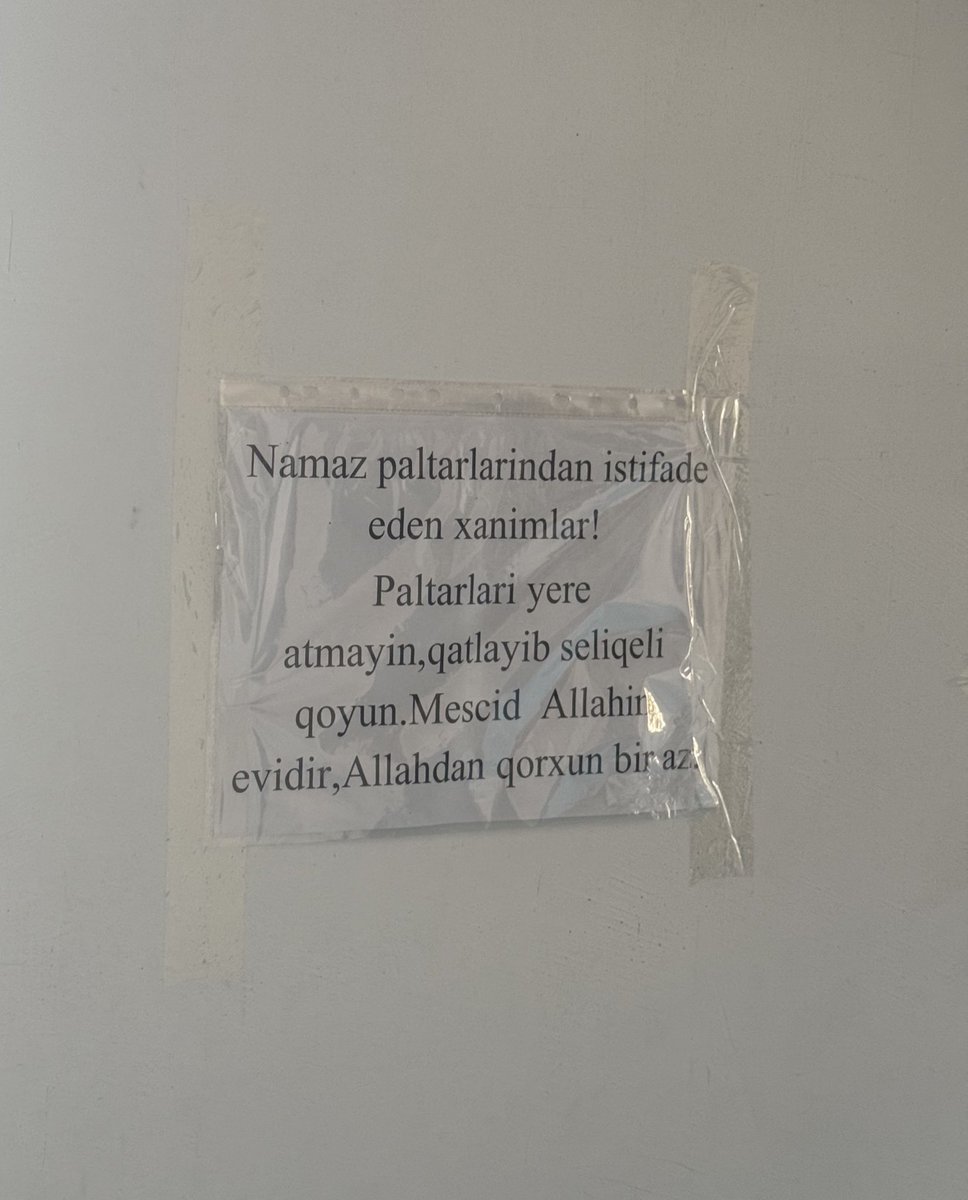 Namaz paltarlarindan istifade
eden xanimlar!
Paltarlari yere
atmayin,qatlayib seliqeli
qoyun.Mescid Allahin
evidir,Allahdan qorxun bir az.